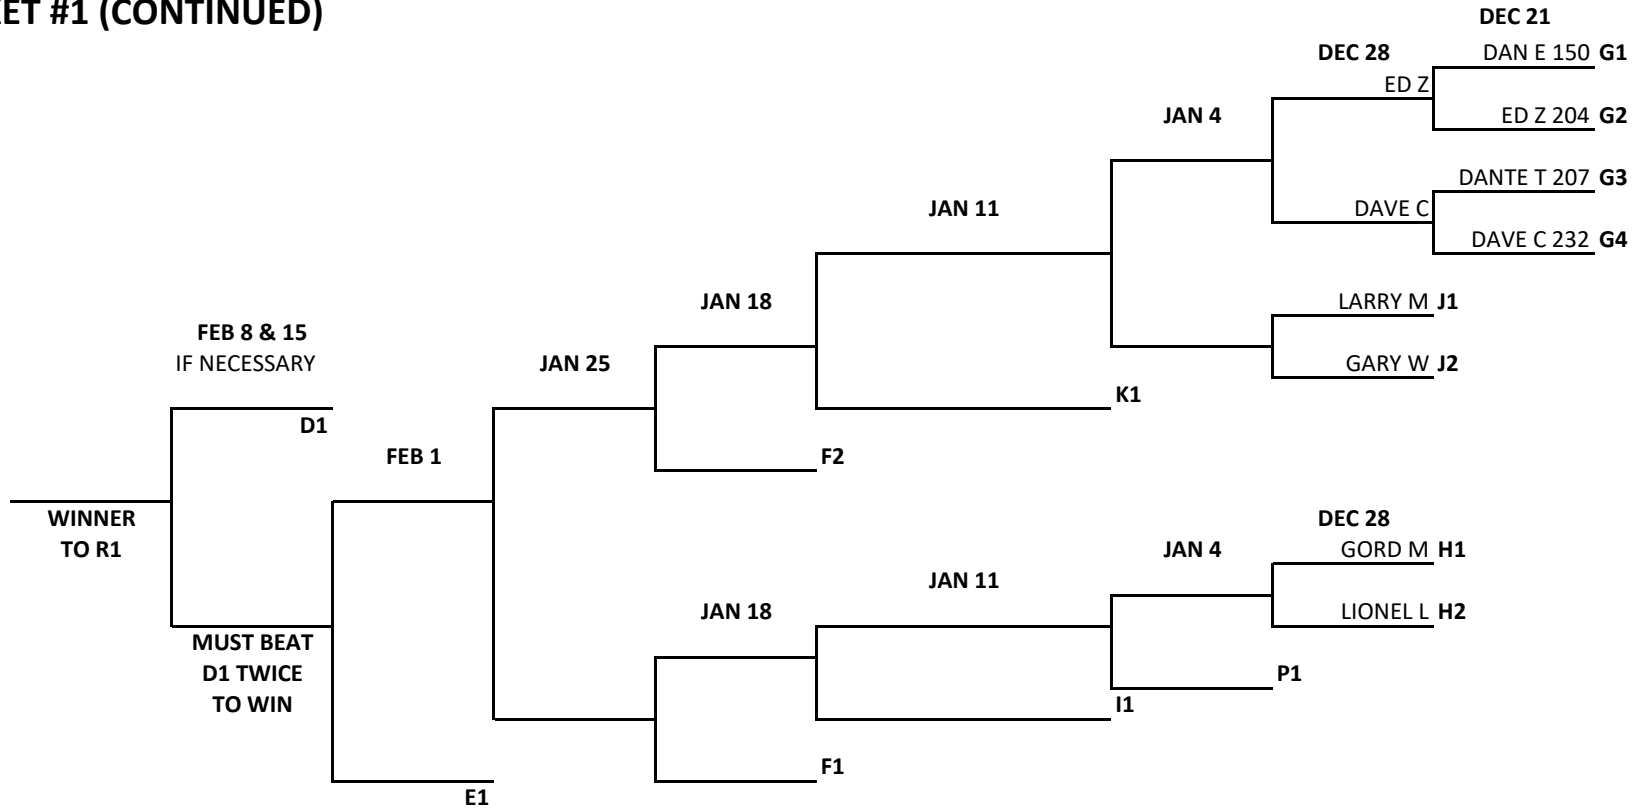 KET #1 (CONTINUED)
DEC 21
DEC 28
DAN E 150 G1
ED Z
JAN 4
ED Z 204 G2
DANTE T 207 G3
JAN 11
DAVE C
DAVE C 232 G4
JAN 18
LARRY M J1
FEB 8 & 15
IF NECESSARY
JAN 25
GARY W J2
K1
D1
FEB 1
F2
WINNER
TO R1
DEC 28
JAN 4
GORD M H1
JAN 11
JAN 18
LIONEL L H2
MUST BEAT
D1 TWICE
TO WIN
P1
I1
F1
E1